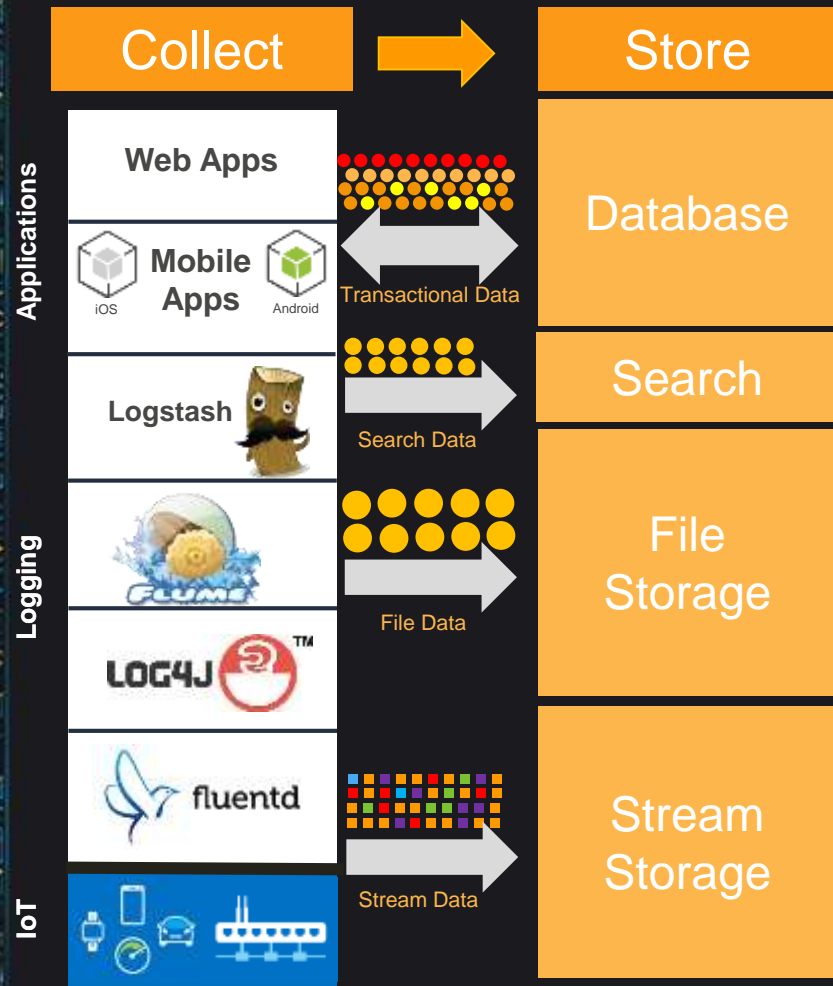 Collect
Store
Applications
Web Apps
Database
Mobile
Apps
iOS
Android
Transactional Data
Logstash
Search
Search Data
Logging
FLUME
File
Storage
File Data
LOG4J
TM
fluentd
Stream
Storage
Stream Data
IoT